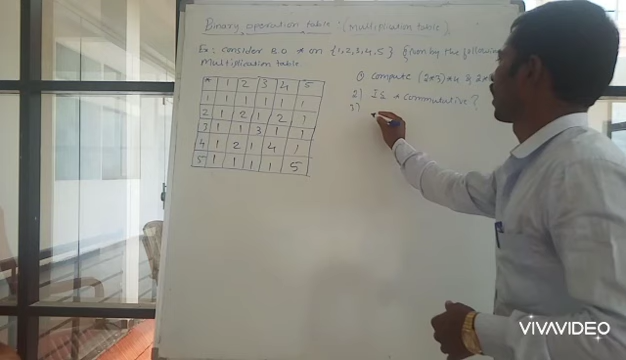 Binary operation table : (Multiplication table)
Ex: Consider B.O * on {1,2,3,4,5} given by the following
Multiplication table
* 1 2 3 4 5
1 1 1 1 1 1
2 1 2 1 2 1
3 1 1 3 1 1
4 1 2 1 4 1
5 1 1 1 1 5
① compute (2*3)*4 & 2*
2) Is * commutative?
3)
VIVAVIDEO